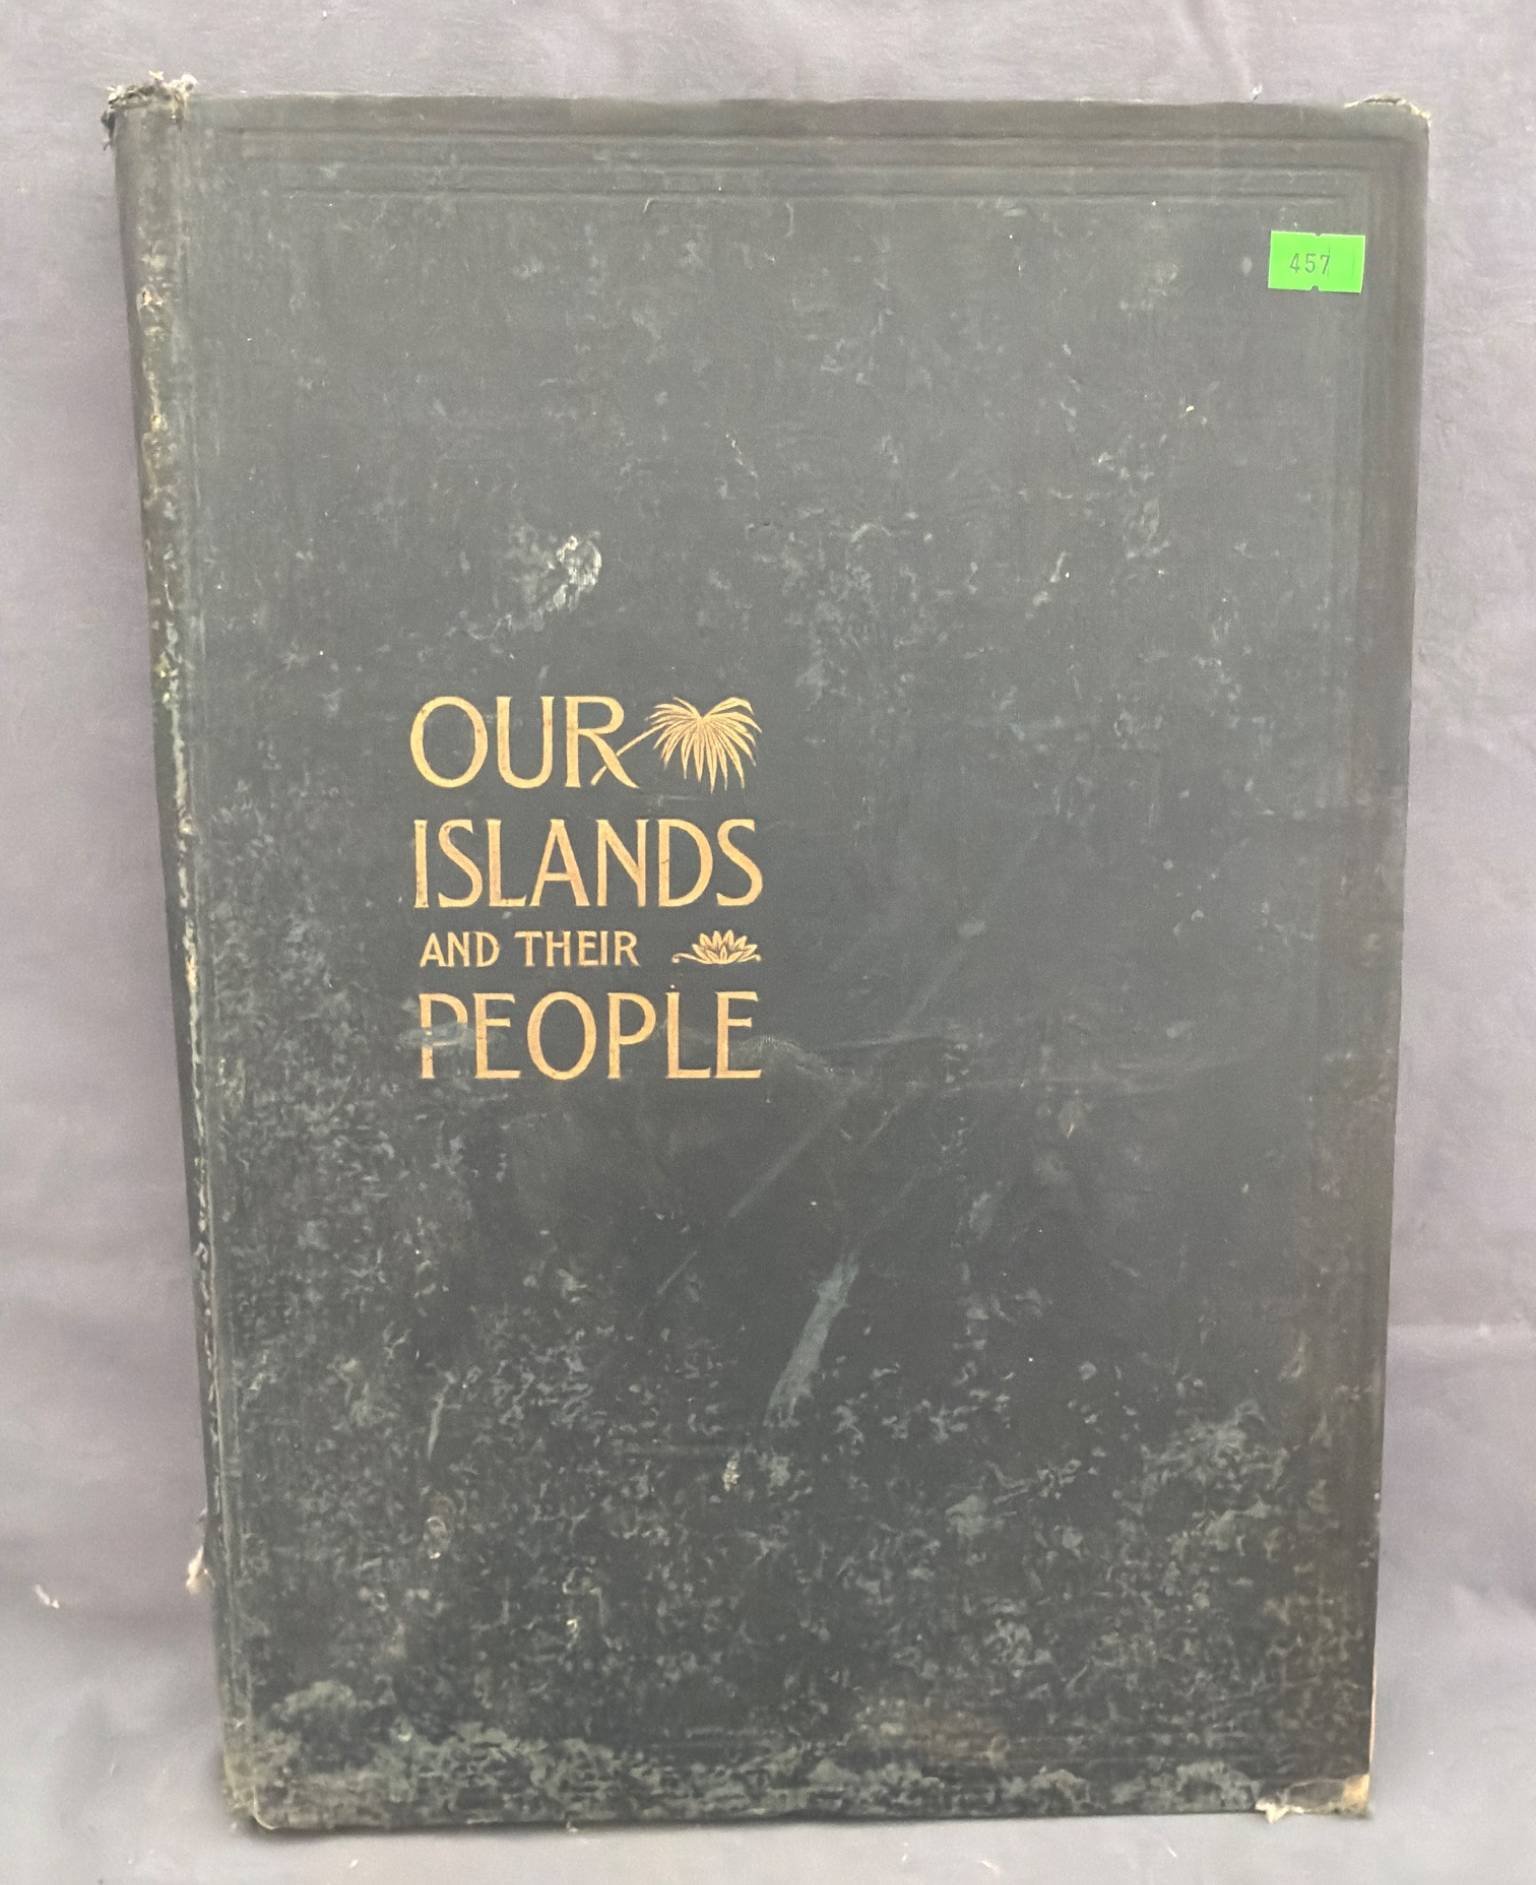 457
OUR
ISLANDS
AND THEIR
PEOPLE